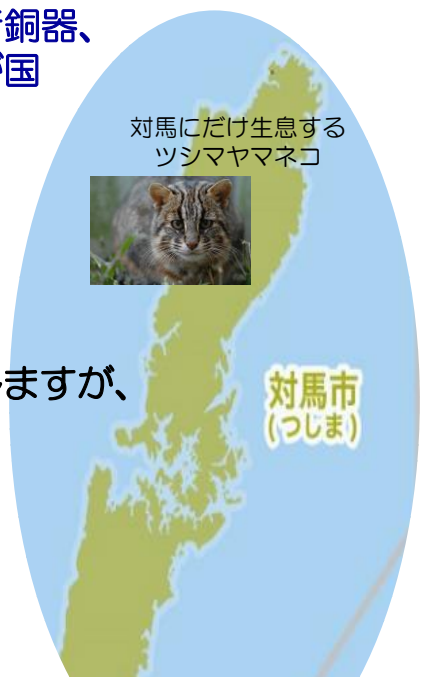 銅器、
国
対馬にだけ生息する
ツシマヤマネコ
ますが、
対馬市
(つしま)